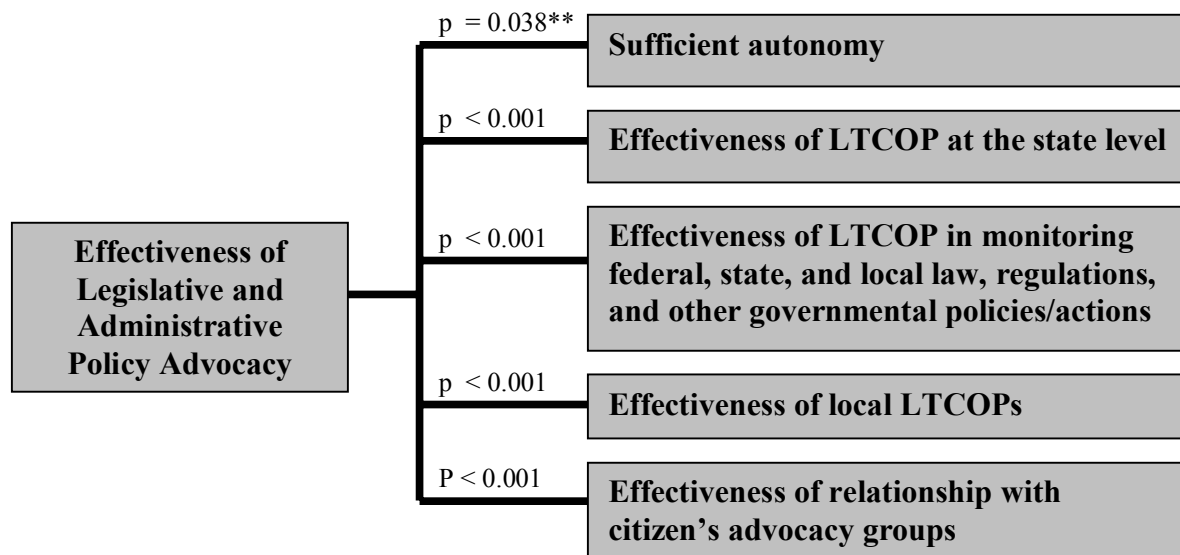 p = 0.038**
Sufficient autonomy
p < 0.001
Effectiveness of LTCOP at the state level
p < 0.001
Effectiveness of LTCOP in monitoring
federal, state, and local law, regulations,
and other governmental policies/actions
Effectiveness of
Legislative and
Administrative
Policy Advocacy
p < 0.001
Effectiveness of local LTCOPs
P < 0.001
Effectiveness of relationship with
citizen’s advocacy groups